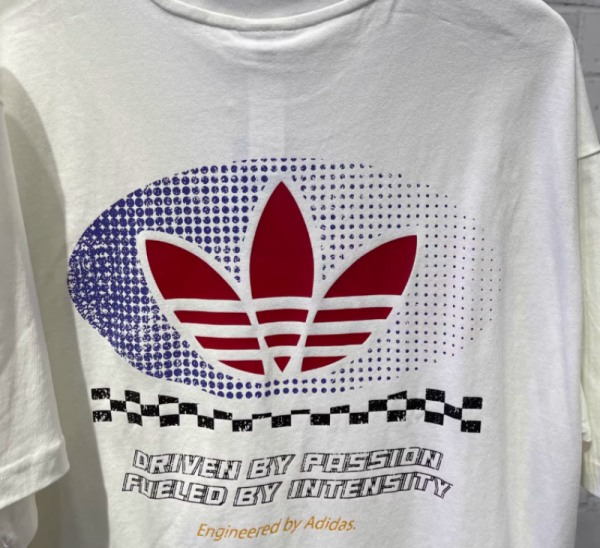 DRIVEN BY PASSION
FUELED BY INTENSITY
Engineered by Adidas.